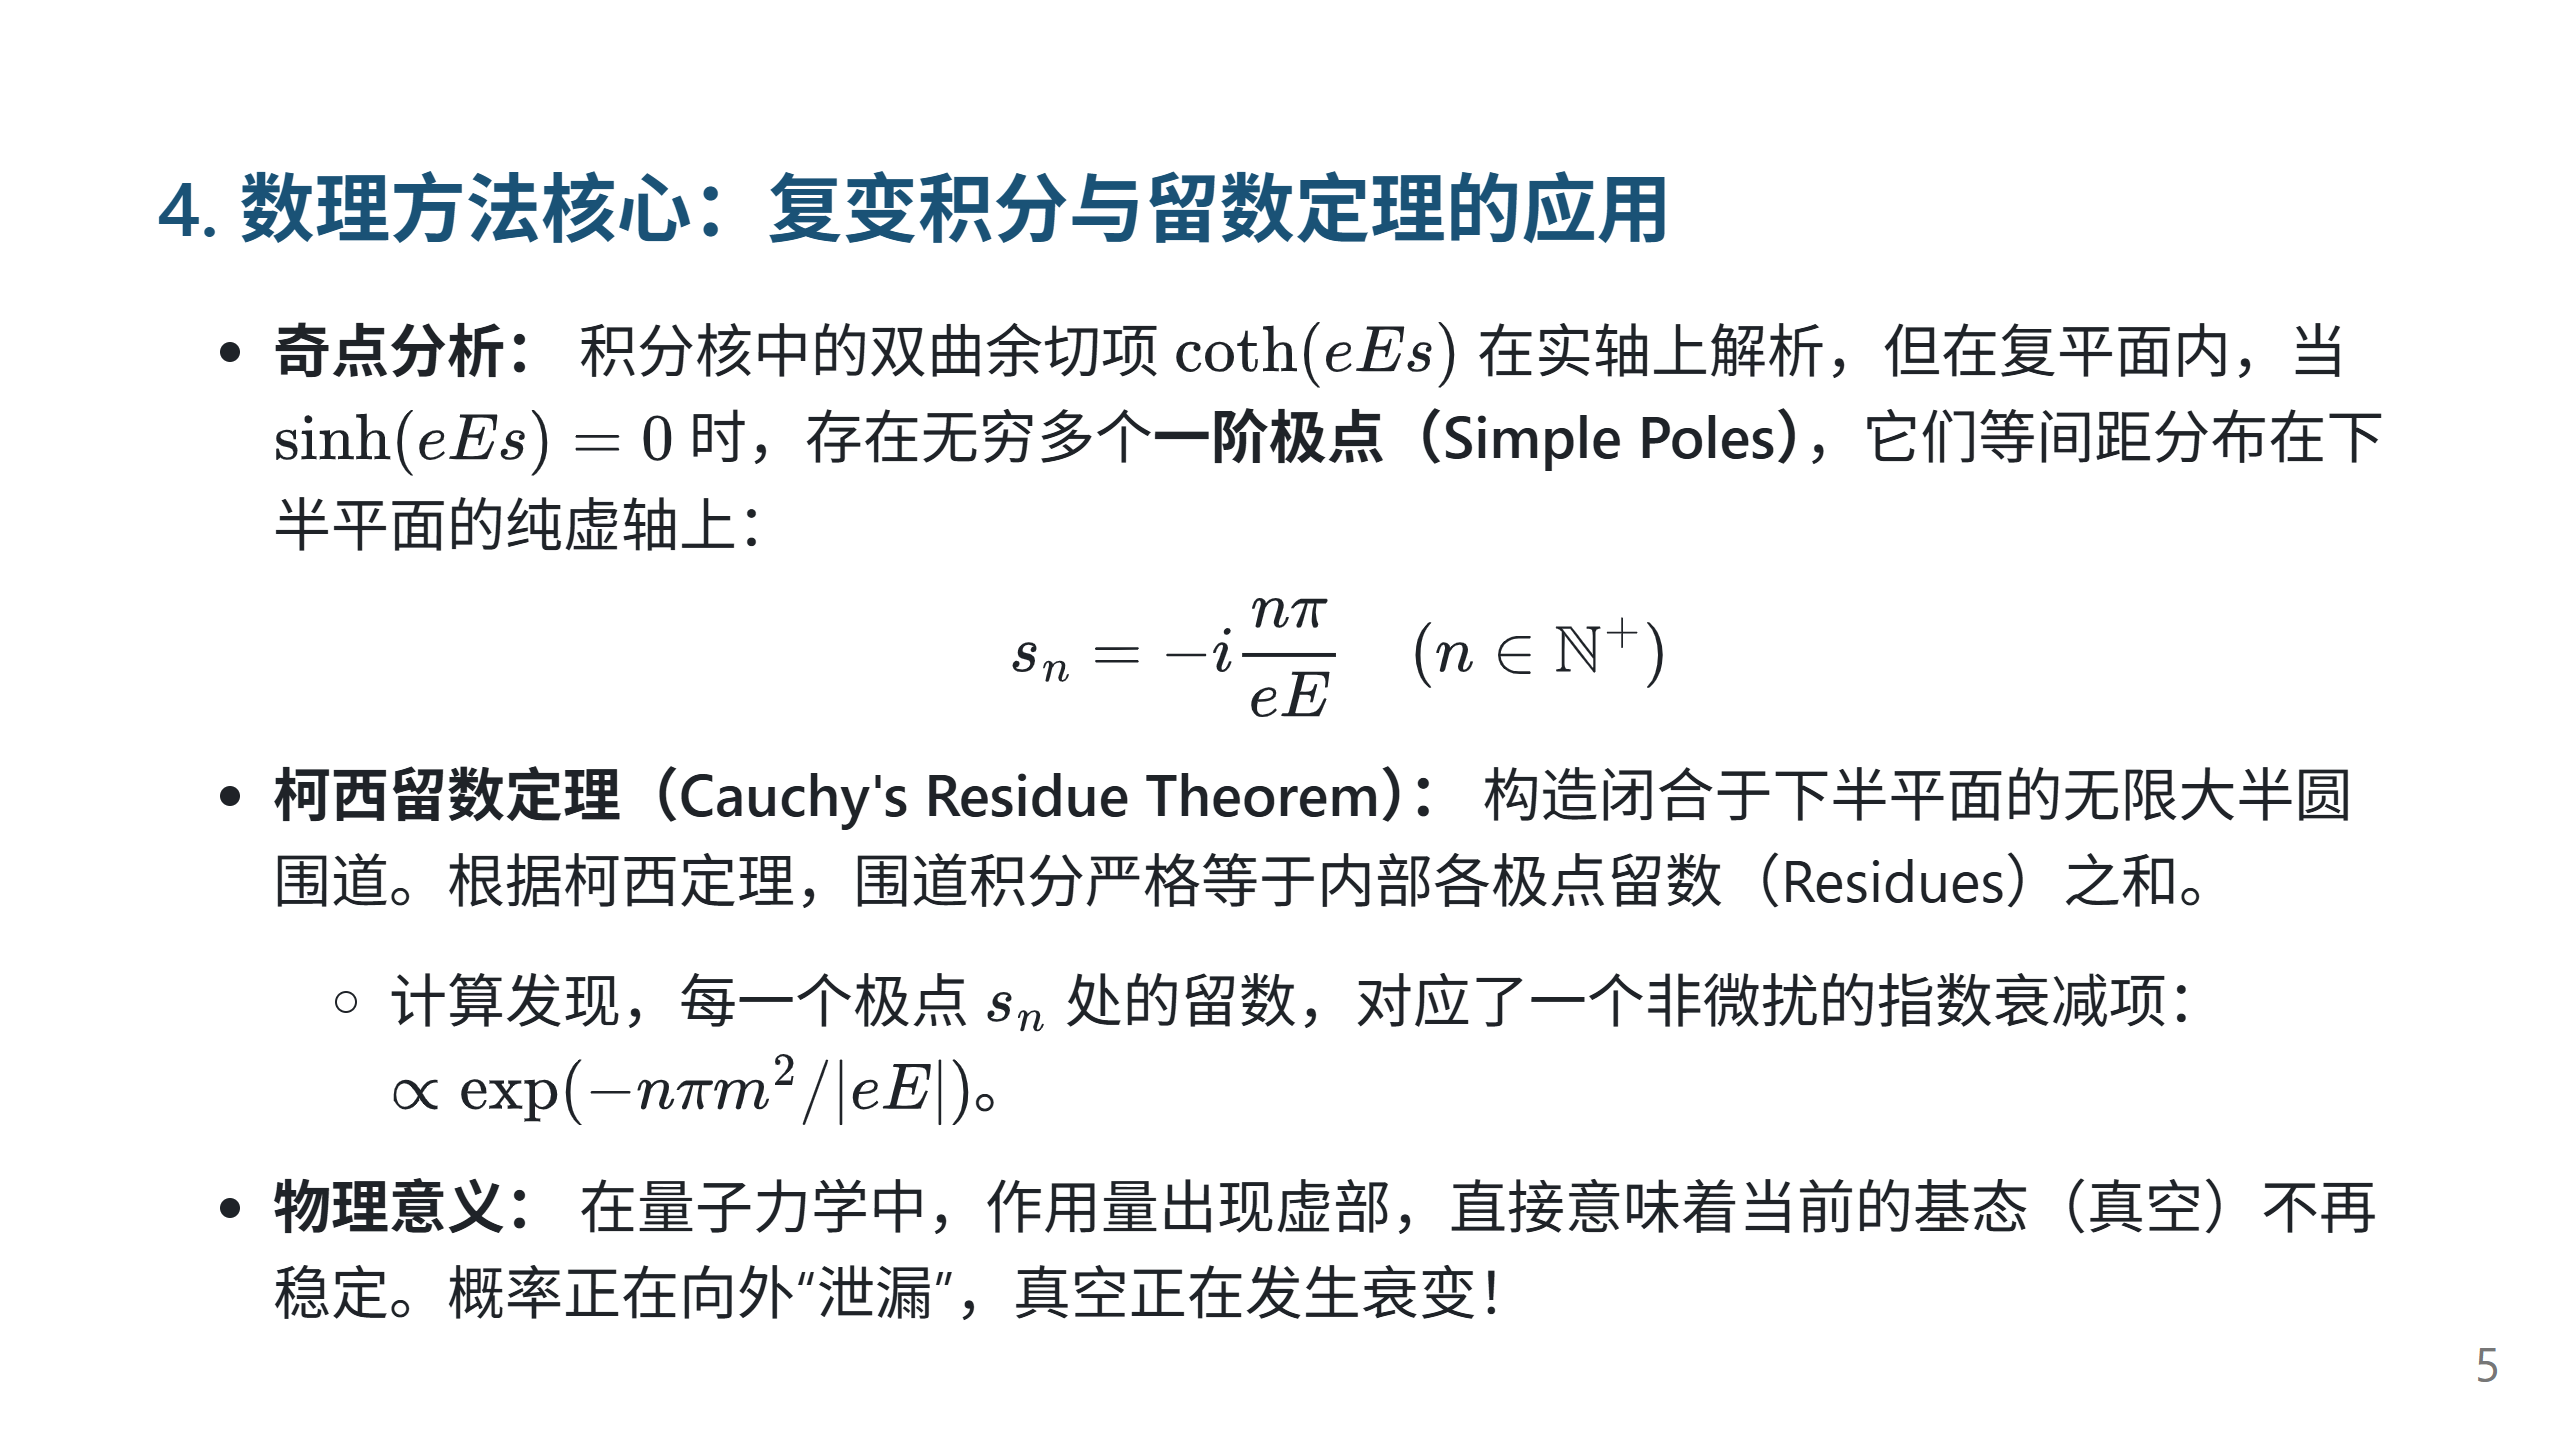 4. 数理方法核心：复变积分与留数定理的应用
• 奇点分析： 积分核中的双曲余切项 coth(eEs) 在实轴上解析，但在复平面内，当
sinh(eEs) = 0 时，存在无穷多个一阶极点（Simple Poles），它们等间距分布在下
半平面的纯虚轴上：
$s_n = -i\frac{n\pi}{eE} \quad (n \in \mathbb{N}^+)$
• 柯西留数定理（Cauchy's Residue Theorem）： 构造闭合于下半平面的无限大半圆
围道。根据柯西定理，围道积分严格等于内部各极点留数（Residues）之和。
○ 计算发现，每一个极点 $s_n$ 处的留数，对应了一个非微扰的指数衰减项：
$\propto \exp(-n\pi m^2/|eE|)$。
• 物理意义： 在量子力学中，作用量出现虚部，直接意味着当前的基态（真空）不再
稳定。概率正在向外“泄漏”，真空正在发生衰变！
5